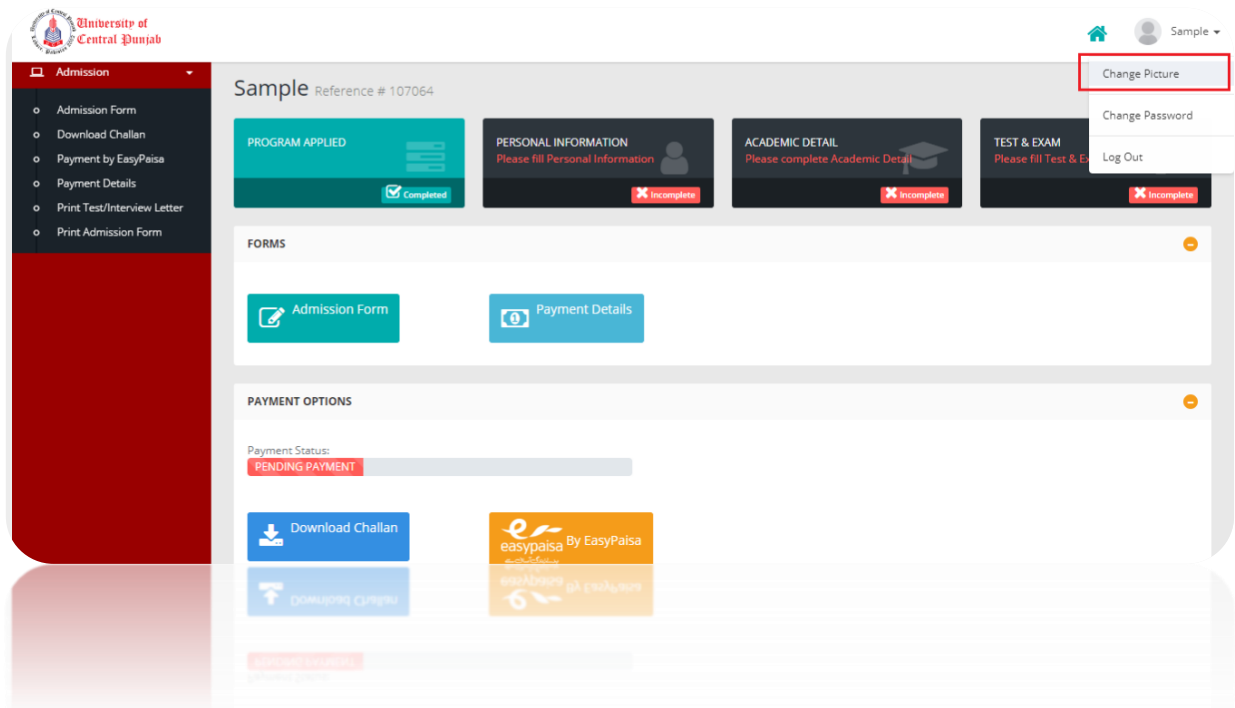 University of
Central Punjab
Sample
Change Picture
Change Password
Log Out
Admission
Admission Form
Download Challan
Payment by EasyPaisa
Payment Details
Print Test/Interview Letter
Print Admission Form
Sample Reference # 107064
PROGRAM APPLIED
Completed
PERSONAL INFORMATION
Please fill Personal Information
Incomplete
ACADEMIC DETAIL
Please complete Academic Detail
Incomplete
TEST & EXAM
Please fill Test &
Incomplete
FORMS
Admission Form
Payment Details
PAYMENT OPTIONS
Payment Status:
PENDING PAYMENT
Download Challan
easypaisa By EasyPaisa